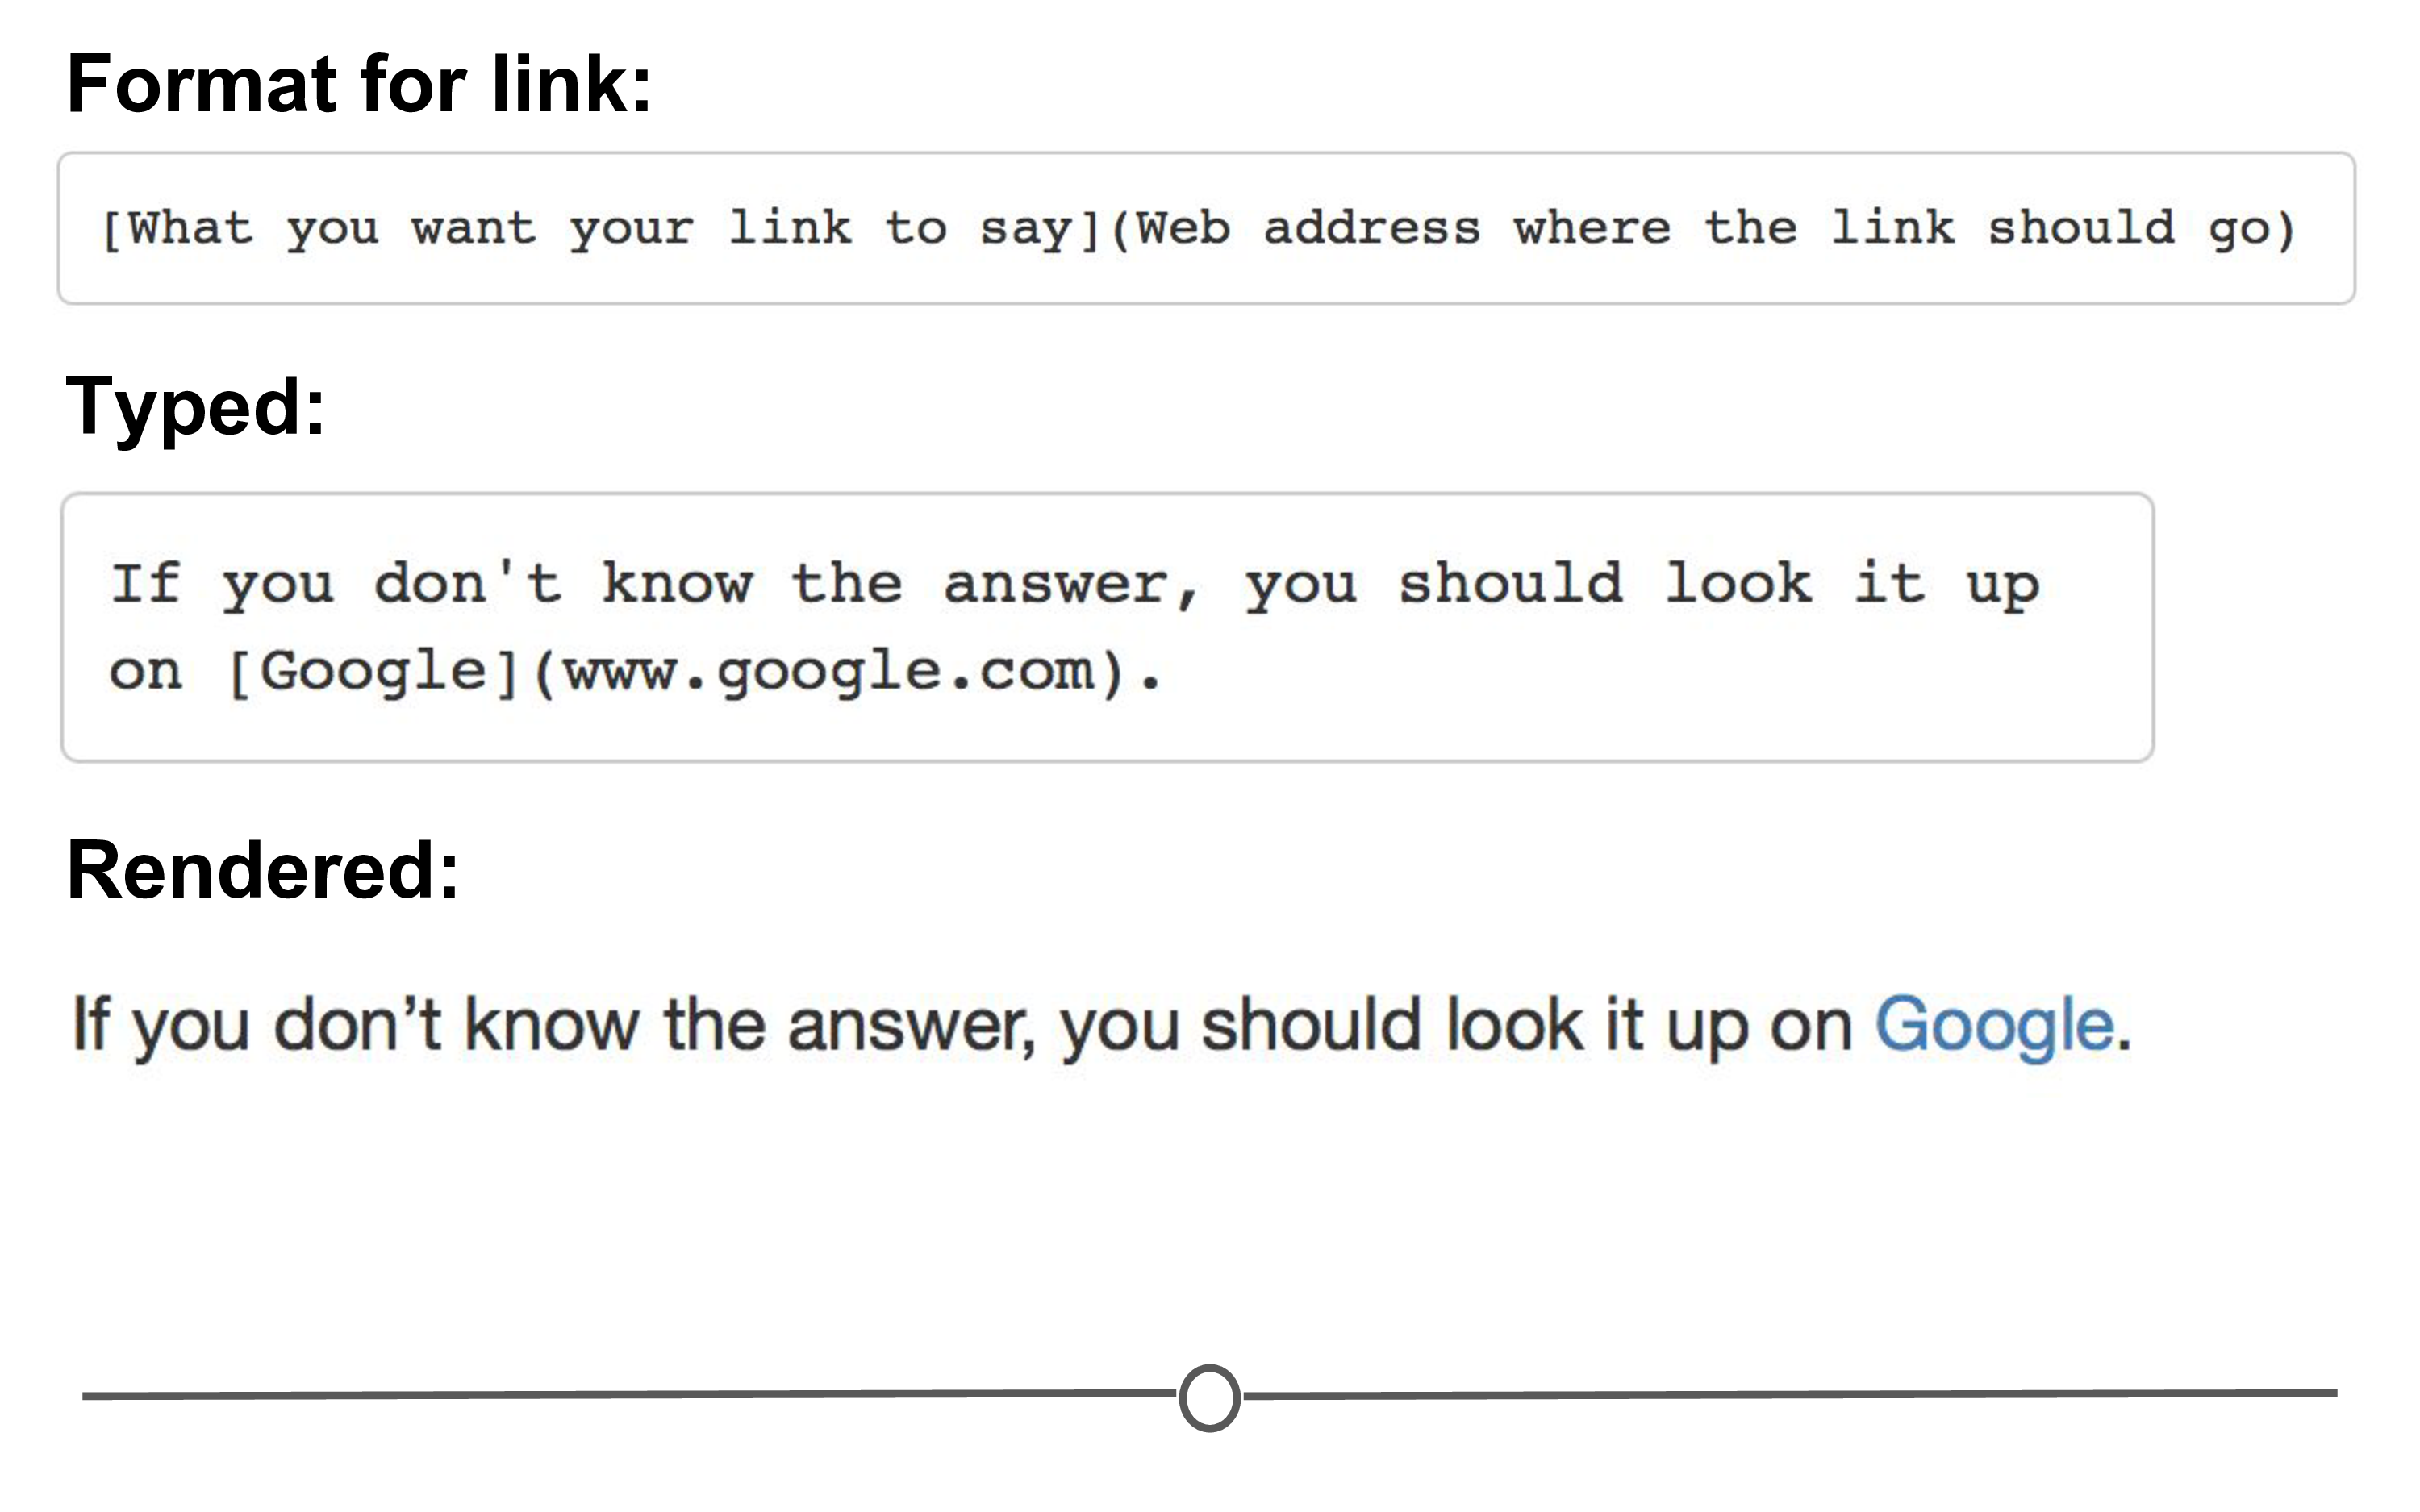 Format for link:
[What you want your link to say](Web address where the link should go)
Typed:
If you don't know the answer, you should look it up
on [Google](www.google.com).
Rendered:
If you don’t know the answer, you should look it up on Google.